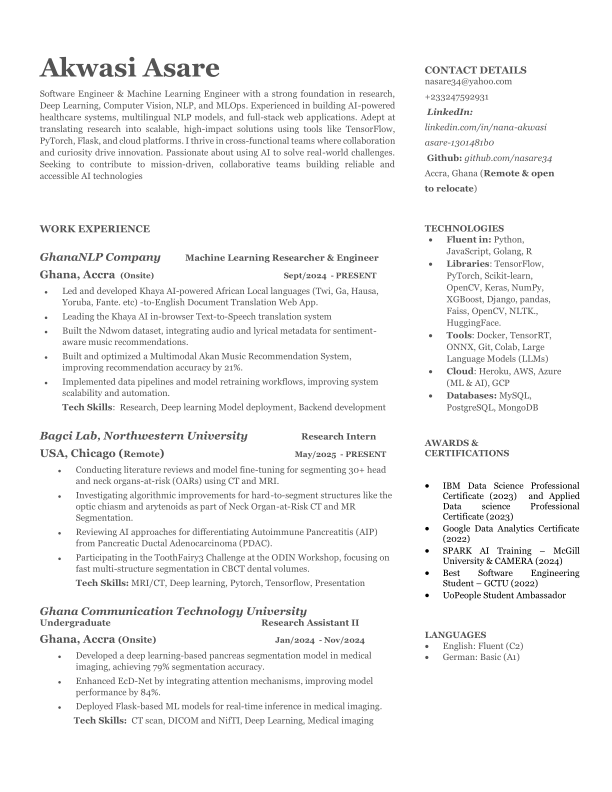 Akwasi Asare
Software Engineer & Machine Learning Engineer with a strong foundation in research,
Deep Learning, Computer Vision, NLP, and MLOps. Experienced in building AI-powered
healthcare systems, multilingual NLP models, and full-stack web applications. Adept at
translating research into scalable, high-impact solutions using tools like TensorFlow,
PyTorch, Flask, and cloud platforms. I thrive in cross-functional teams where collaboration
and curiosity drive innovation. Passionate about using AI to solve real-world challenges.
Seeking to contribute to mission-driven, collaborative teams building reliable and
accessible AI technologies
CONTACT DETAILS
nasare34@yahoo.com
+233247592931
LinkedIn:
linkedin.com/in/nana-akwasi
asare-1301481b0
Github: github.com/nasare34
Accra, Ghana (Remote & open
to relocate)
WORK EXPERIENCE
GhanaNLP Company Machine Learning Researcher & Engineer
Ghana, Accra (Onsite) Sept/2024 - PRESENT
• Led and developed Khaya AI-powered African Local languages (Twi, Ga, Hausa,
Yoruba, Fante. etc) -to-English Document Translation Web App.
• Leading the Khaya AI in-browser Text-to-Speech translation system
• Built the Ndwom dataset, integrating audio and lyrical metadata for sentiment-
aware music recommendations.
• Built and optimized a Multimodal Akan Music Recommendation System,
improving recommendation accuracy by 21%.
• Implemented data pipelines and model retraining workflows, improving system
scalability and automation.
Tech Skills: Research, Deep learning Model deployment, Backend development
Bagci Lab, Northwestern University Research Intern
USA, Chicago (Remote) May/2025 - PRESENT
• Conducting literature reviews and model fine-tuning for segmenting 30+ head
and neck organs-at-risk (OARs) using CT and MRI.
• Investigating algorithmic improvements for hard-to-segment structures like the
optic chiasm and arytenoids as part of Neck Organ-at-Risk CT and MR
Segmentation.
• Reviewing AI approaches for differentiating Autoimmune Pancreatitis (AIP)
from Pancreatic Ductal Adenocarcinoma (PDAC).
• Participating in the ToothFairy3 Challenge at the ODIN Workshop, focusing on
fast multi-structure segmentation in CBCT dental volumes.
Tech Skills: MRI/CT, Deep learning, Pytorch, Tensorflow, Presentation
Ghana Communication Technology University
Undergraduate Research Assistant II
Ghana, Accra (Onsite) Jan/2024 - Nov/2024
• Developed a deep learning-based pancreas segmentation model in medical
imaging, achieving 79% segmentation accuracy.
• Enhanced EcD-Net by integrating attention mechanisms, improving model
performance by 84%.
• Deployed Flask-based ML models for real-time inference in medical imaging.
Tech Skills: CT scan, DICOM and NifTI, Deep Learning, Medical imaging
TECHNOLOGIES
• Fluent in: Python,
JavaScript, Golang, R
• Libraries: TensorFlow,
PyTorch, Scikit-learn,
OpenCV, Keras, NumPy,
XGBoost, Django, pandas,
Faiss, OpenCV, NLTK.,
HuggingFace.
• Tools: Docker, TensorRT,
ONNX, Git, Colab, Large
Language Models (LLMs)
• Cloud: Heroku, AWS, Azure
(ML & AI), GCP
• Databases: MySQL,
PostgreSQL, MongoDB
AWARDS &
CERTIFICATIONS
• IBM Data Science Professional
Certificate (2023) and Applied
Data science Professional
Certificate (2023)
• Google Data Analytics Certificate
(2022)
• SPARK AI Training – McGill
University & CAMERA (2024)
• Best Software Engineering
Student – GCTU (2022)
• UoPeople Student Ambassador
LANGUAGES
• English: Fluent (C2)
• German: Basic (A1)